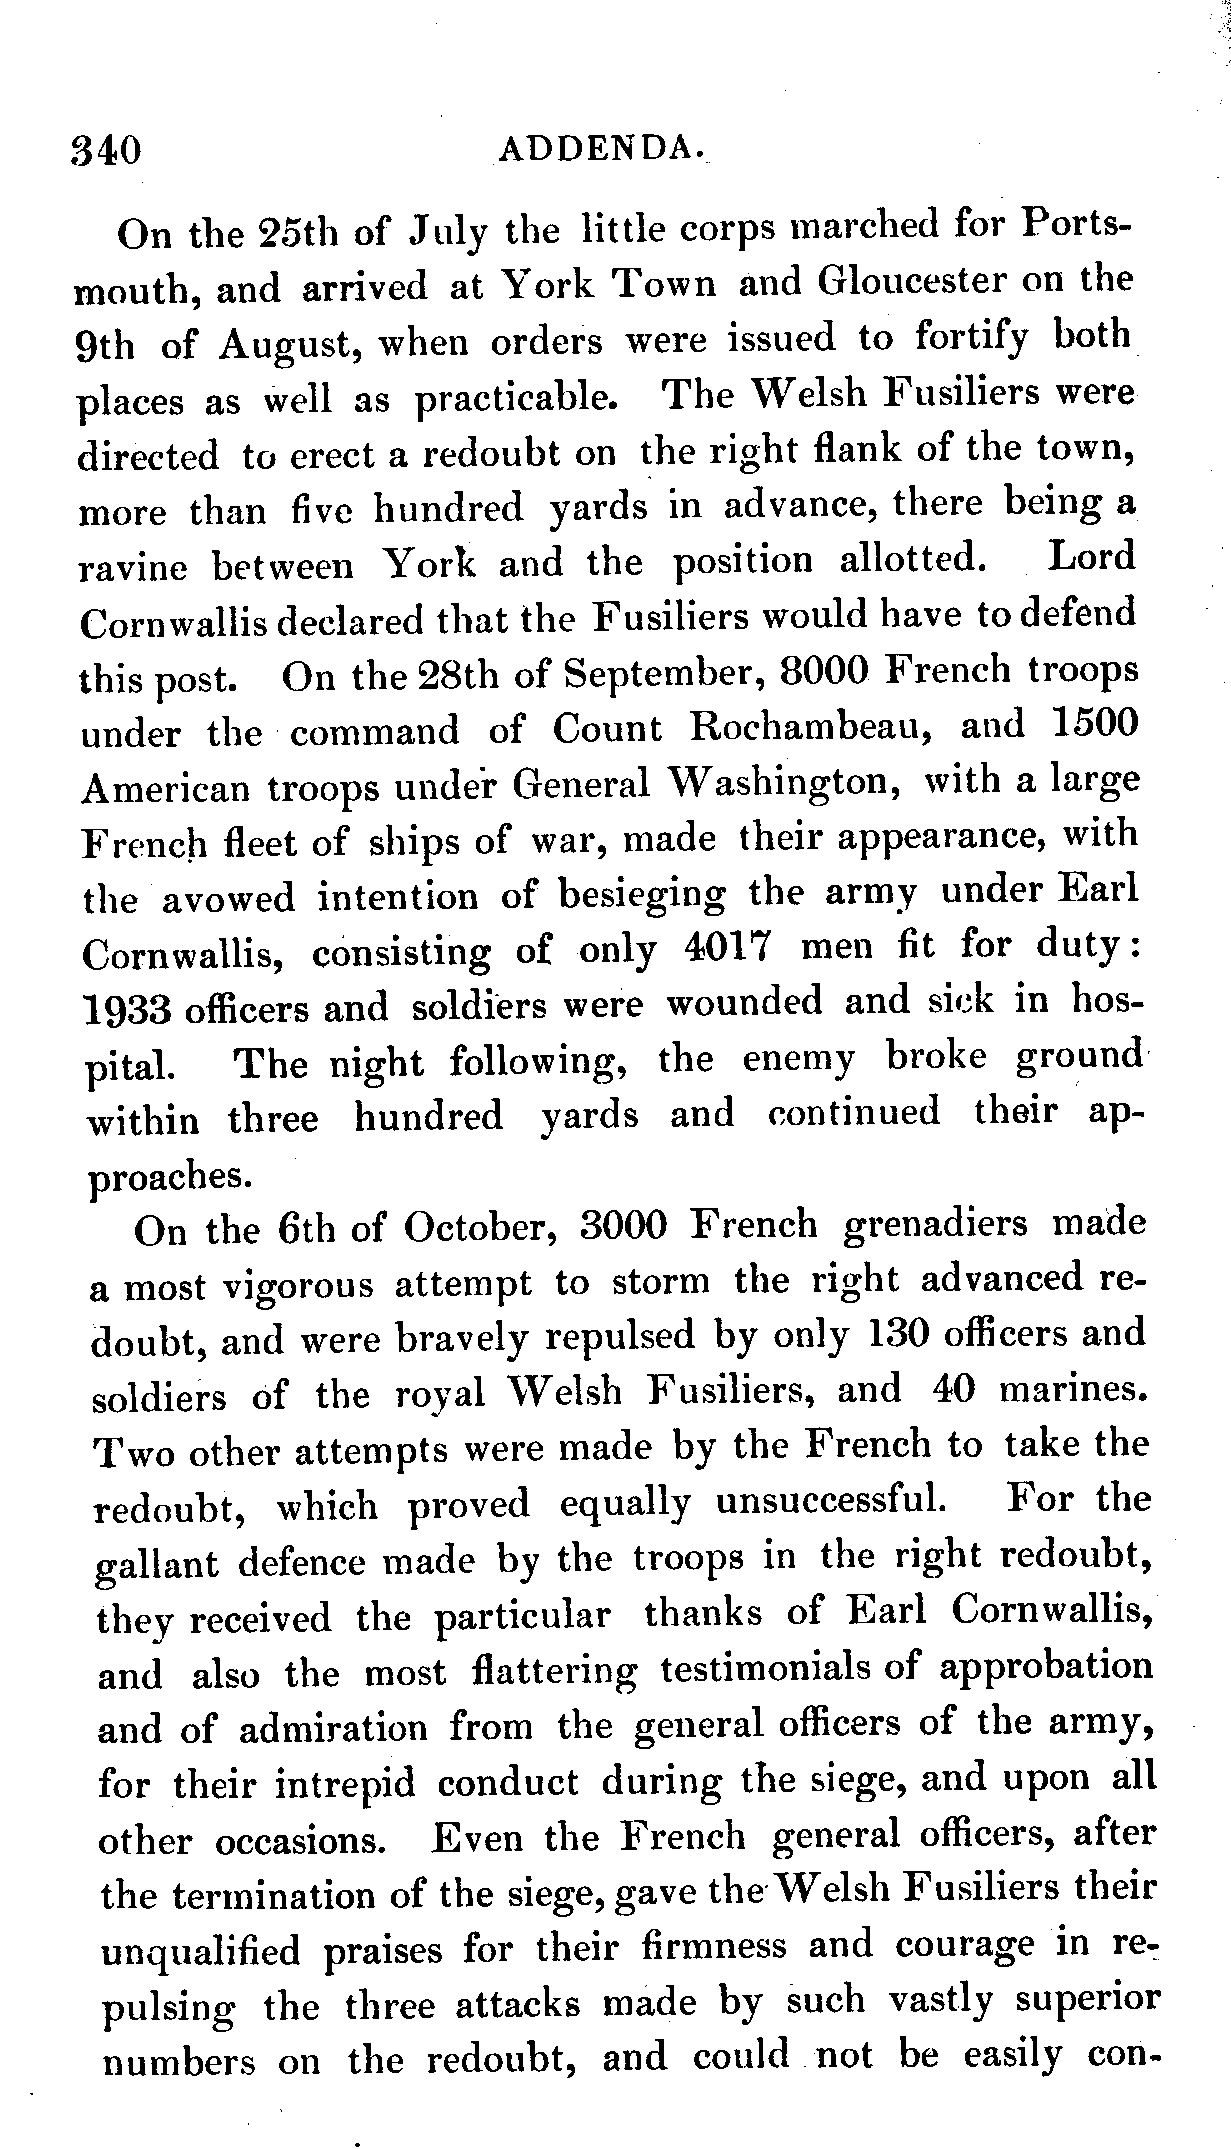 340 ADDENDA.
On the 25th of July the little corps marched for Ports-
mouth, and arrived at York Town and Gloucester on the
9th of August, when orders were issued to fortify both
places as well as practicable. The Welsh Fusiliers were
directed to erect a redoubt on the right flank of the town,
more than five hundred yards in advance, there being a
ravine between York and the position allotted. Lord
Cornwallis declared that the Fusiliers would have to defend
this post. On the 28th of September, 8000 French troops
under the command of Count Rochambeau, and 1500
American troops under General Washington, with a large
French fleet of ships of war, made their appearance, with
the avowed intention of besieging the army under Earl
Cornwallis, consisting of only 4017 men fit for duty:
1933 officers and soldiers were wounded and sick in hos-
pital. The night following, the enemy broke ground
within three hundred yards and continued their ap-
proaches.
On the 6th of October, 3000 French grenadiers made
a most vigorous attempt to storm the right advanced re-
doubt, and were bravely repulsed by only 130 officers and
soldiers of the royal Welsh Fusiliers, and 40 marines.
Two other attempts were made by the French to take the
redoubt, which proved equally unsuccessful. For the
gallant defence made by the troops in the right redoubt,
they received the particular thanks of Earl Cornwallis,
and also the most flattering testimonials of approbation
and of admiration from the general officers of the army,
for their intrepid conduct during the siege, and upon all
other occasions. Even the French general officers, after
the termination of the siege, gave the Welsh Fusiliers their
unqualified praises for their firmness and courage in re-
pulsing the three attacks made by such vastly superior
numbers on the redoubt, and could not be easily con-